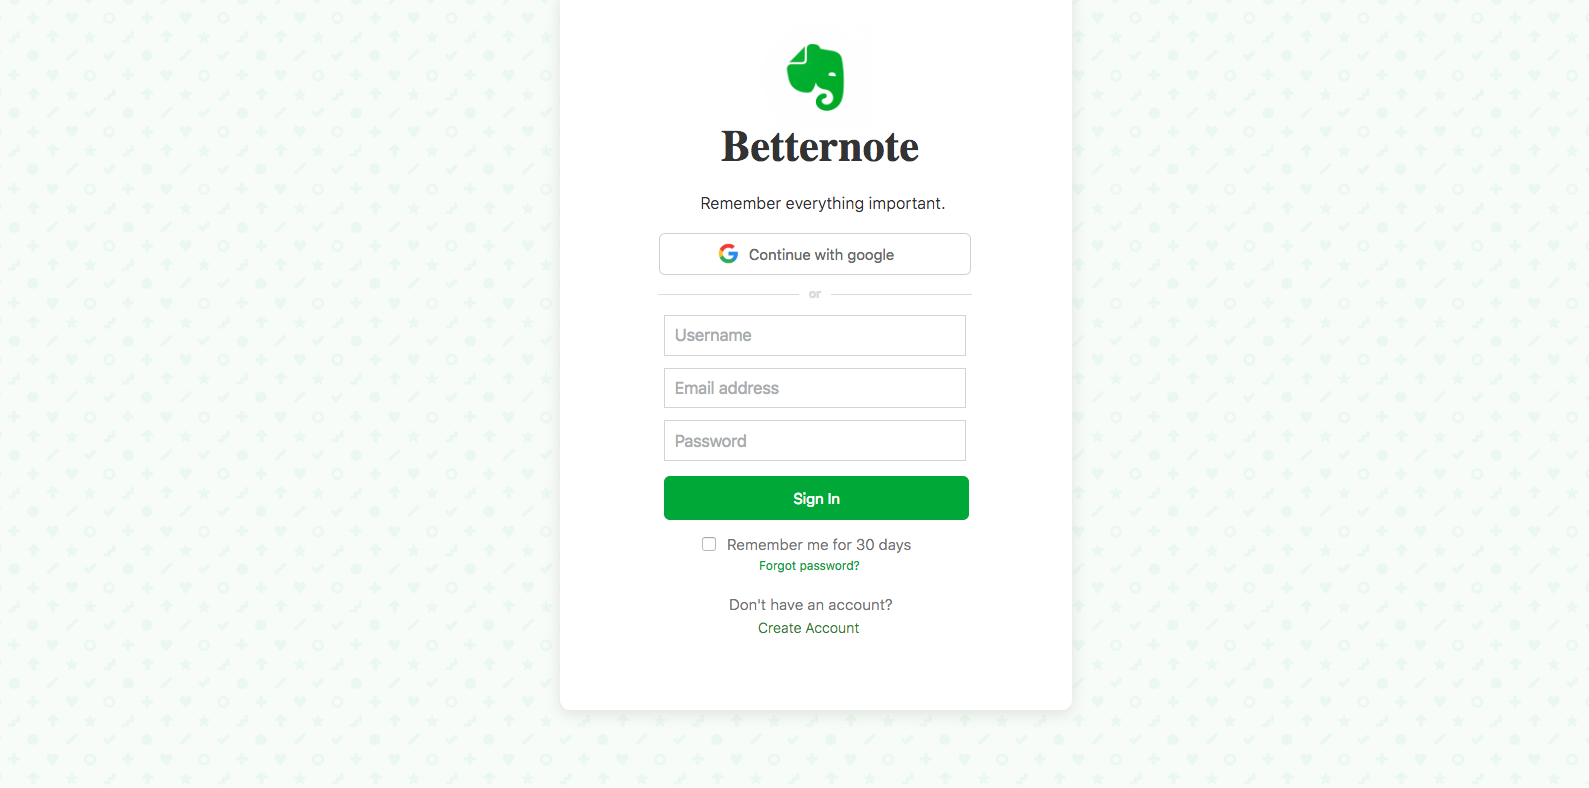 Betternote
Remember everything important.
Continue with google
or
Username
Email address
Password
Sign In
Remember me for 30 days
Forgot password?
Don't have an account?
Create Account